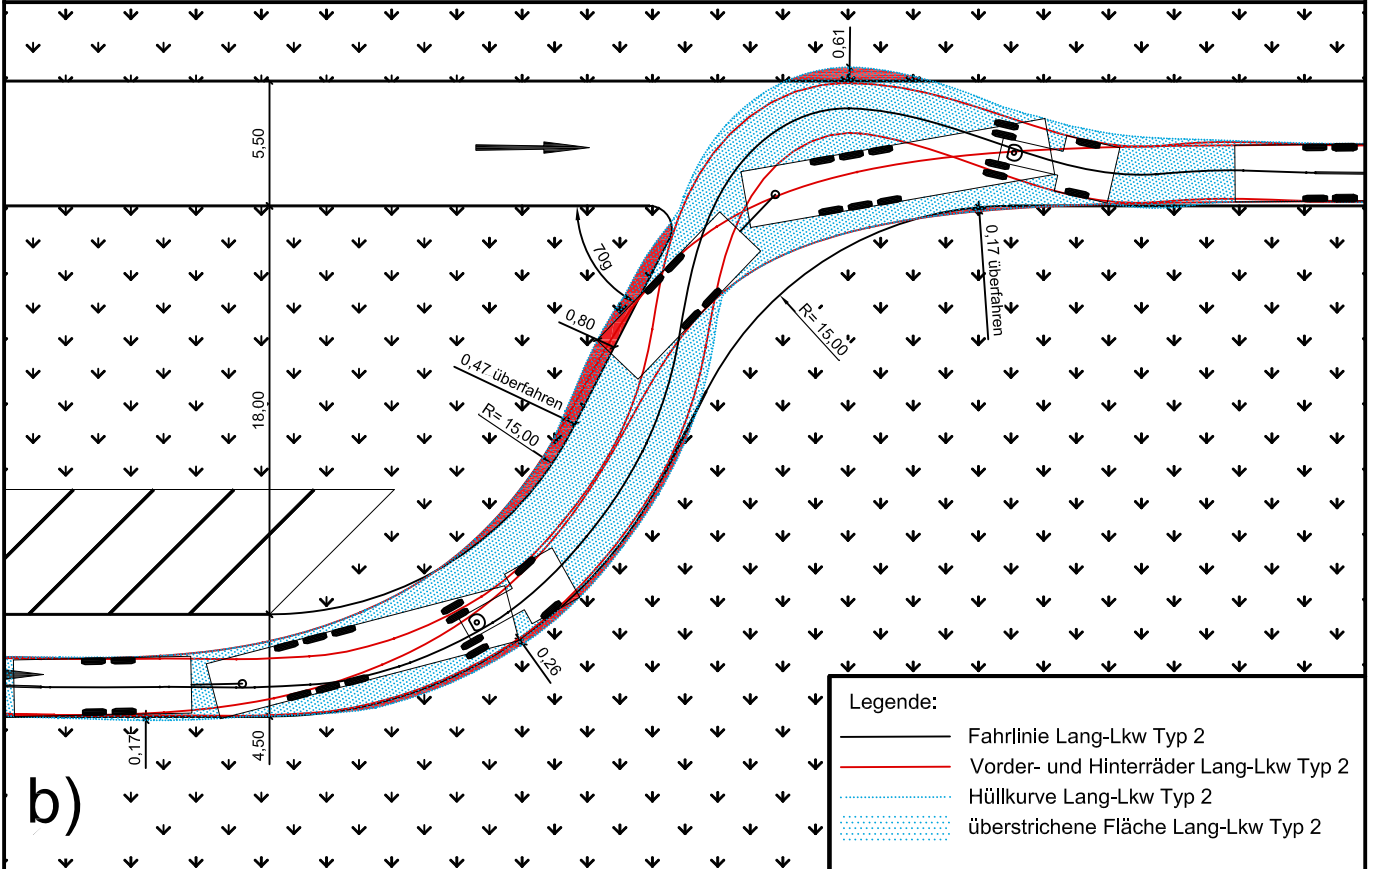 0,61
5,50
70g
0,17 überfahren
0,80
R= 15,00
0,47 überfahren
R= 15,00
18,00
0,26
0,17
4,50
b)
Legende:
Fahrlinie Lang-Lkw Typ 2
Vorder- und Hinterräder Lang-Lkw Typ 2
Hüllkurve Lang-Lkw Typ 2
überstrichene Fläche Lang-Lkw Typ 2